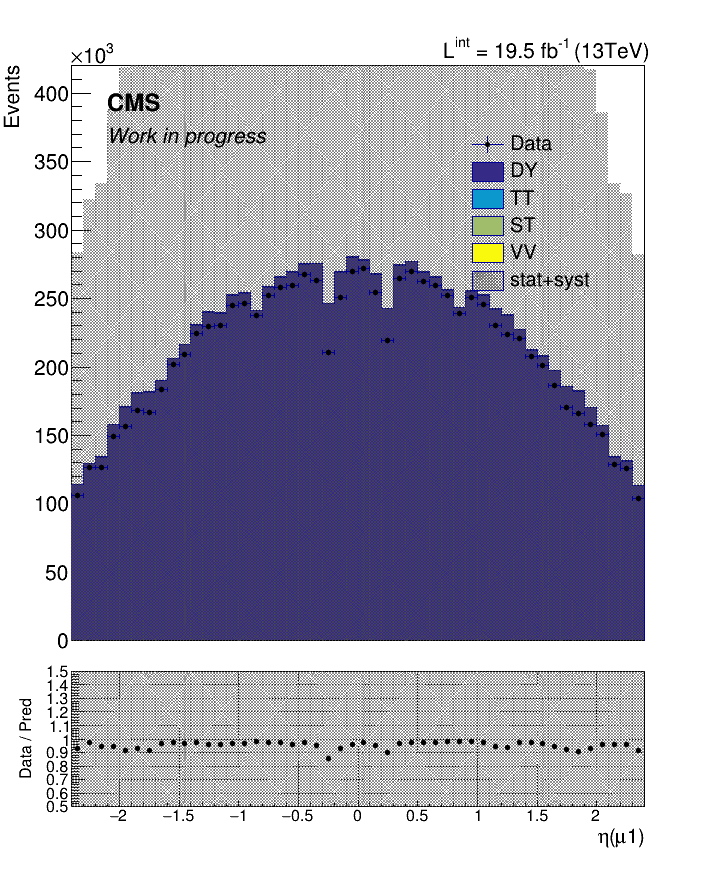 ×10³
L^int = 19.5 fb⁻¹ (13TeV)
Events
CMS
Work in progress
Data
DY
TT
ST
VV
stat+syst
400
350
300
250
200
150
100
50
0
Data / Pred
1.5
1.4
1.3
1.2
1.1
1
0.9
0.8
0.7
0.6
0.5
−2 −1.5 −1 −0.5 0 0.5 1 1.5 2
η(μ1)